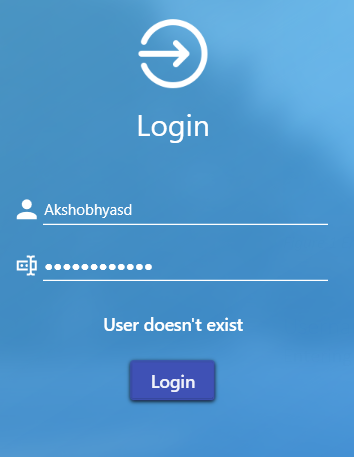 Login
Akshobhyasd
••••••••••••
User doesn't exist
Login